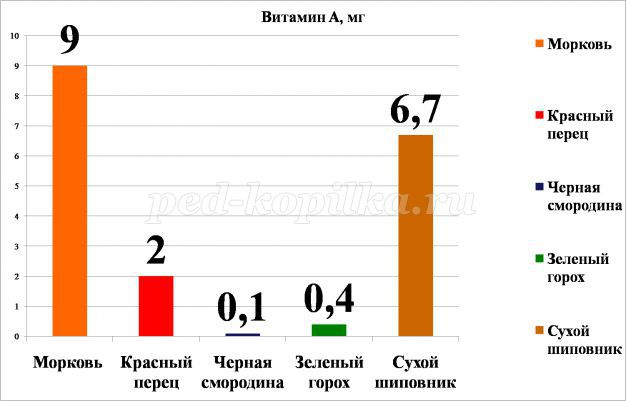 Витамин А, мг
10
9
8
7
6
5
4
3
2
1
0
9
2
0,1
0,4
6,7
Морковь
Красный
перец
Черная
смородина
Зеленый
горох
Сухой
шиповник
Морковь
Красный
перец
Черная
смородина
Зеленый
горох
Сухой
шиповник
ped-kopilka.ru